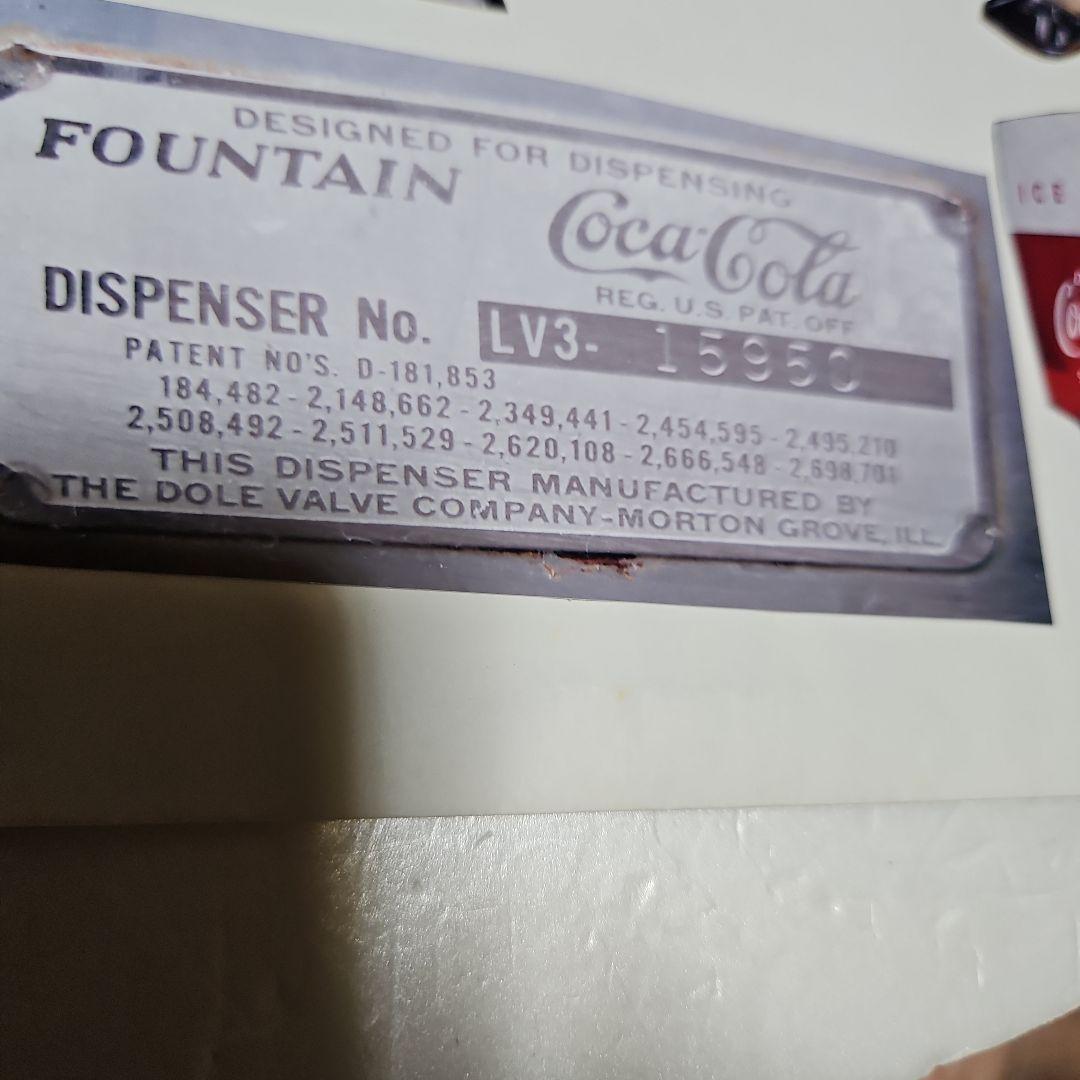 DESIGNED FOR DISPENSING
FOUNTAIN
Coca-Cola
REG. U.S. PAT. OFF
DISPENSER No.
LV3- 15950
PATENT NO'S. D-181,853
184,482 - 2,148,662 - 2,349,441 - 2,454,595 - 2,495,210
2,508,492 - 2,511,529 - 2,620,108 - 2,666,548 - 2,698,701
THIS DISPENSER MANUFACTURED BY
THE DOLE VALVE COMPANY-MORTON GROVE, ILL.
ICE